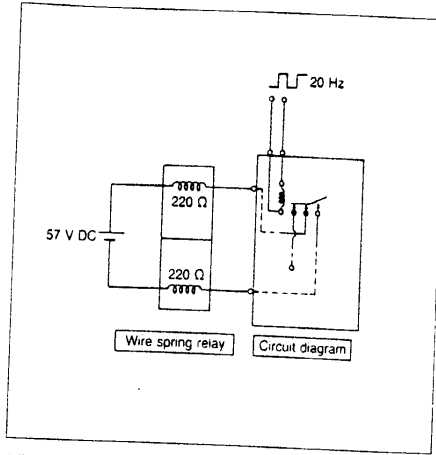 20 Hz
220 Ω
57 V DC
220 Ω
Wire spring relay
Circuit diagram